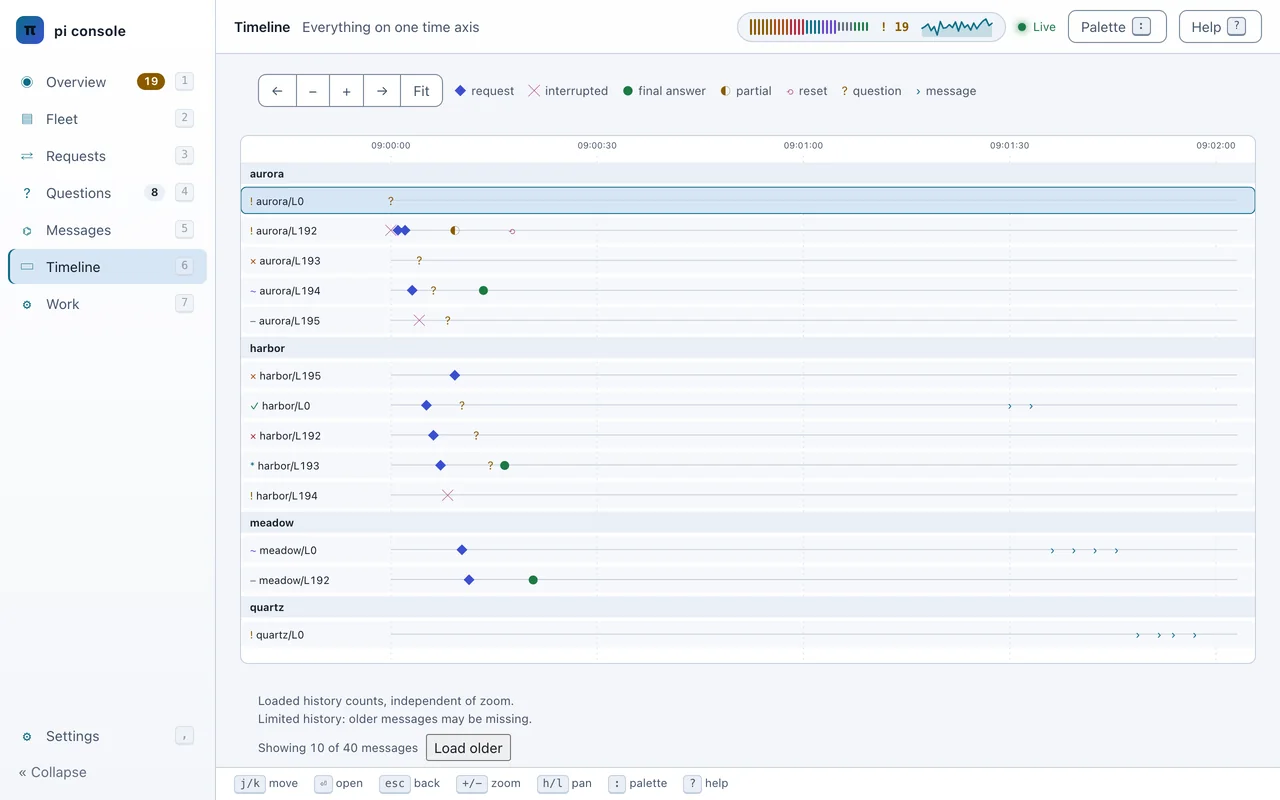 π pi console
Overview 19 1
Fleet 2
Requests 3
? Questions 8 4
Messages 5
Timeline 6
Work 7
Settings ,
« Collapse
Timeline Everything on one time axis
! 19
Live
Palette :
Help ?
← − + → Fit
request interrupted final answer partial reset ? question › message
09:00:00 09:00:30 09:01:00 09:01:30 09:02:00
aurora
! aurora/L0 ?
! aurora/L192
× aurora/L193 ?
~ aurora/L194 ?
– aurora/L195 ?
harbor
× harbor/L195
✓ harbor/L0 ? › ›
× harbor/L192 ?
* harbor/L193 ?
! harbor/L194
meadow
~ meadow/L0 › › › ›
– meadow/L192
quartz
! quartz/L0 › › › ›
Loaded history counts, independent of zoom.
Limited history: older messages may be missing.
Showing 10 of 40 messages Load older
j/k move ⏎ open esc back +/− zoom h/l pan : palette ? help